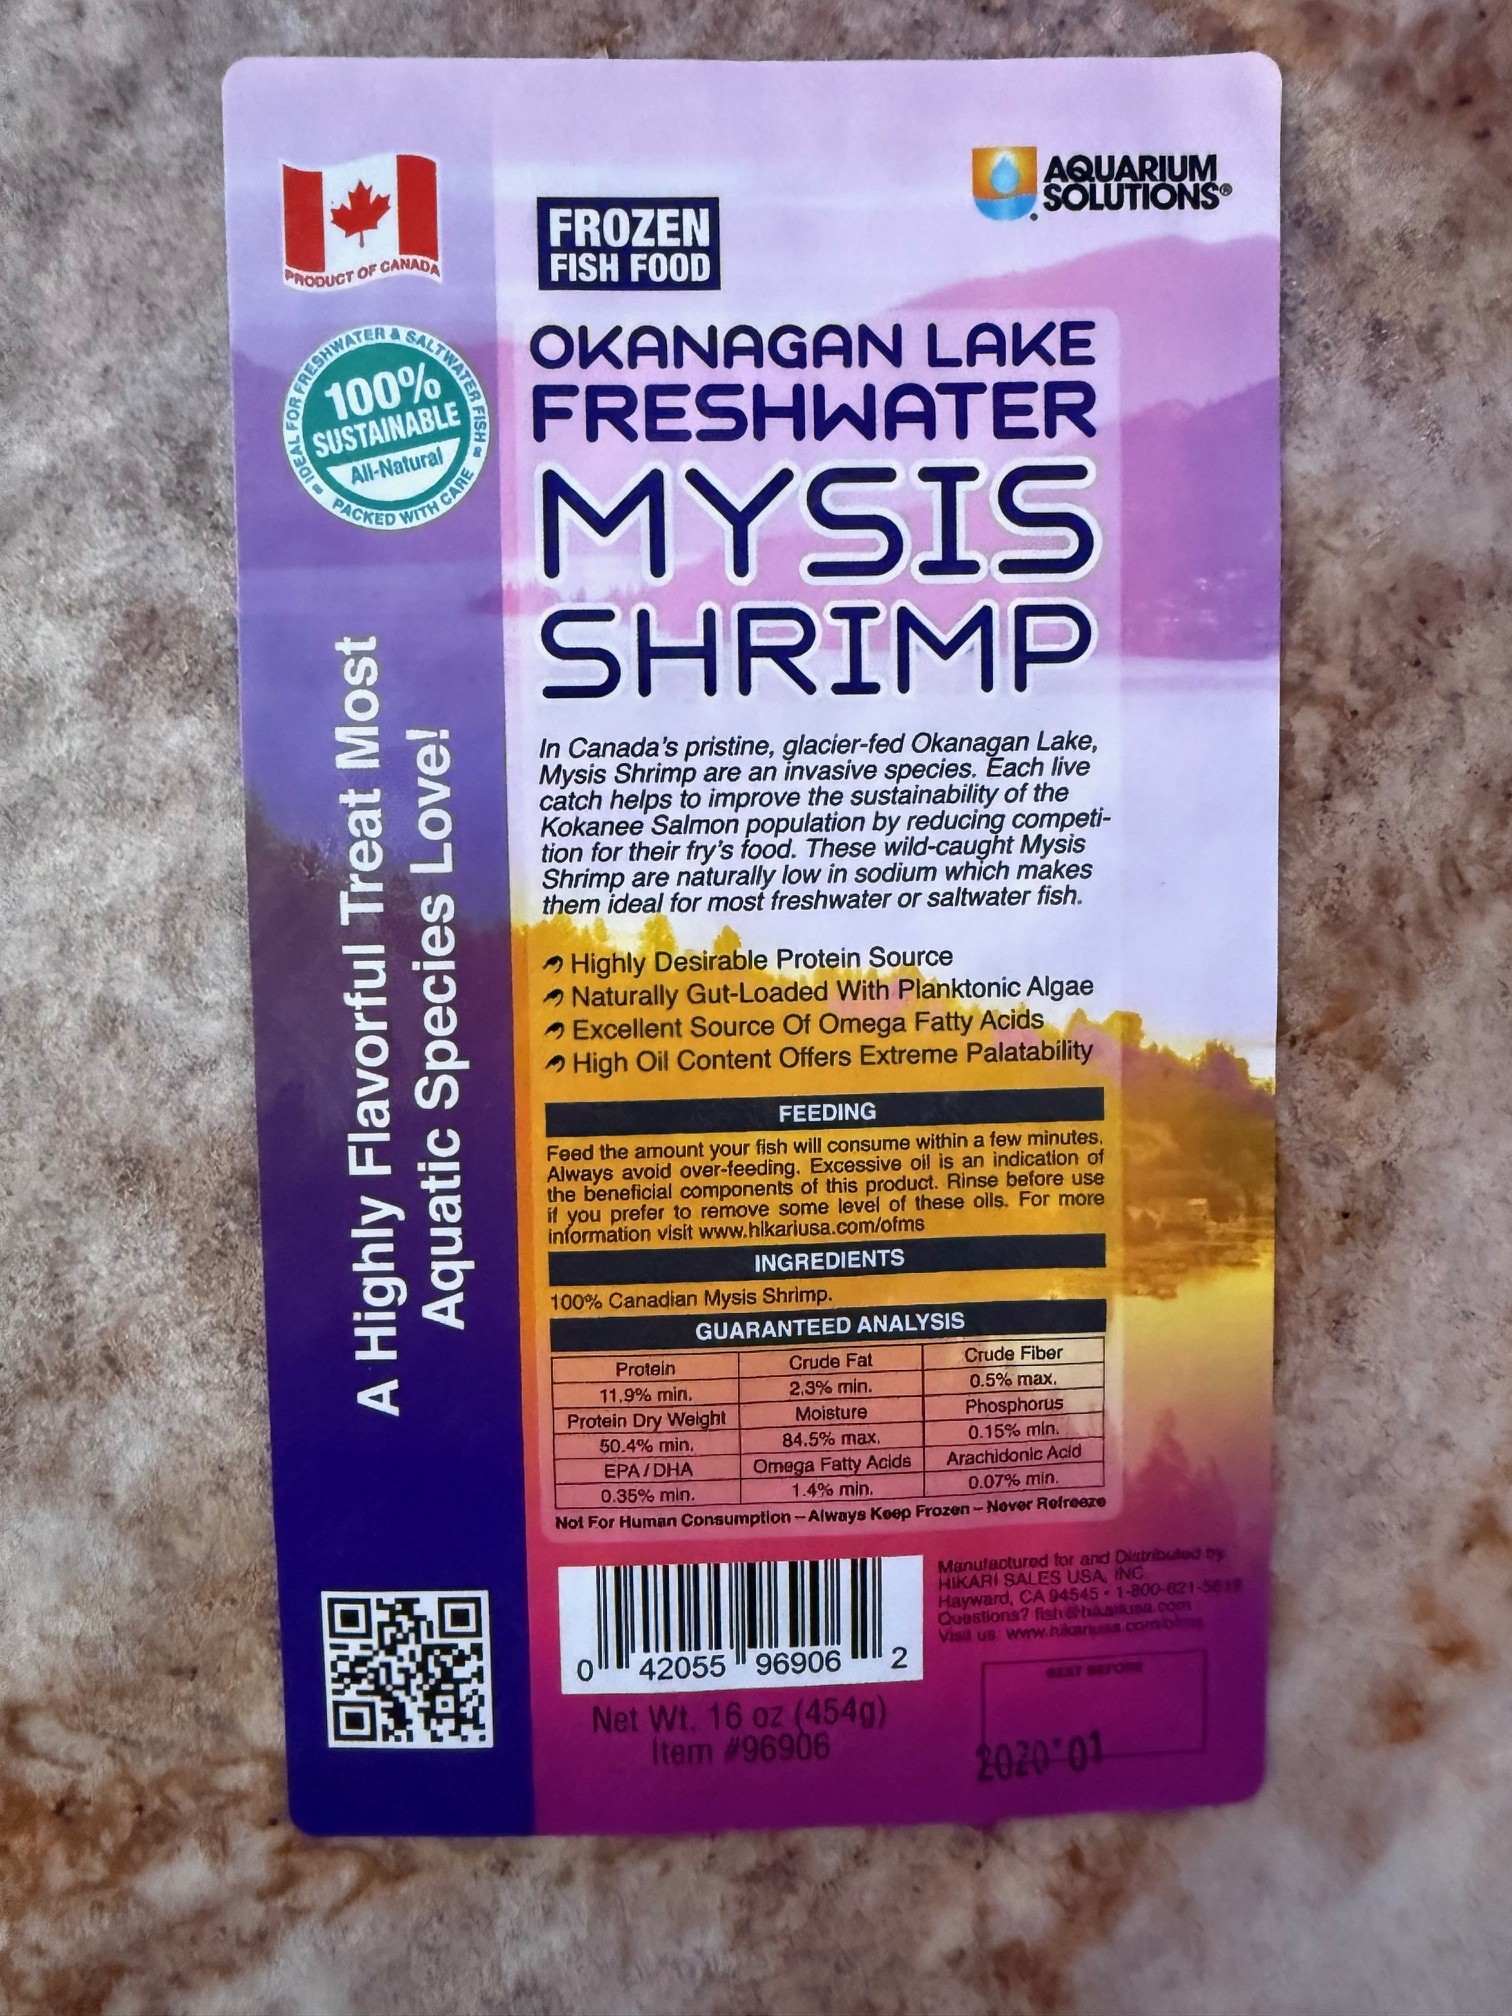 PRODUCT OF CANADA
AQUARIUM
SOLUTIONS®
FROZEN
FISH FOOD
IDEAL FOR FRESHWATER & SALTWATER FISH
100%
SUSTAINABLE
All-Natural
PACKED WITH CARE
OKANAGAN LAKE
FRESHWATER
MYSIS
SHRIMP
A Highly Flavorful Treat Most
Aquatic Species Love!
In Canada's pristine, glacier-fed Okanagan Lake,
Mysis Shrimp are an invasive species. Each live
catch helps to improve the sustainability of the
Kokanee Salmon population by reducing competi-
tion for their fry's food. These wild-caught Mysis
Shrimp are naturally low in sodium which makes
them ideal for most freshwater or saltwater fish.
Highly Desirable Protein Source
Naturally Gut-Loaded With Planktonic Algae
Excellent Source Of Omega Fatty Acids
High Oil Content Offers Extreme Palatability
FEEDING
Feed the amount your fish will consume within a few minutes.
Always avoid over-feeding. Excessive oil is an indication of
the beneficial components of this product. Rinse before use
if you prefer to remove some level of these oils. For more
information visit www.hikariusa.com/ofms
INGREDIENTS
100% Canadian Mysis Shrimp.
GUARANTEED ANALYSIS
Protein Crude Fat Crude Fiber
11.9% min. 2.3% min. 0.5% max.
Protein Dry Weight Moisture Phosphorus
50.4% min. 84.5% max. 0.15% min.
EPA/DHA Omega Fatty Acids Arachidonic Acid
0.35% min. 1.4% min. 0.07% min.
Not For Human Consumption – Always Keep Frozen – Never Refreeze
Manufactured for and Distributed by
HIKARI SALES USA, INC.
Hayward, CA 94545 • 1-800-621-5619
Questions? fish@hikariusa.com
Visit us: www.hikariusa.com/ofms
0 42055 96906 2
Net Wt. 16 oz (454g)
Item #96906
BEST BEFORE
01